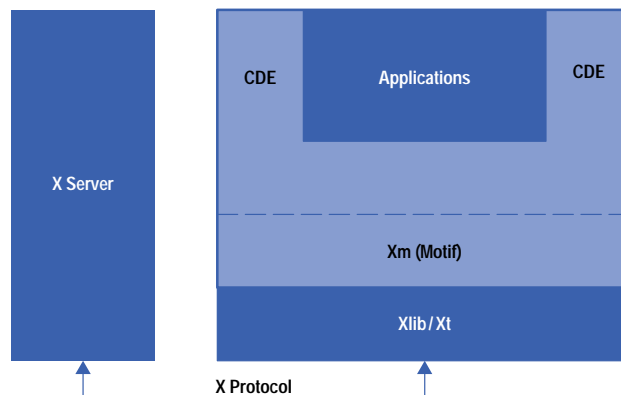 CDE
Applications
CDE
X Server
Xm (Motif)
Xlib/Xt
X Protocol